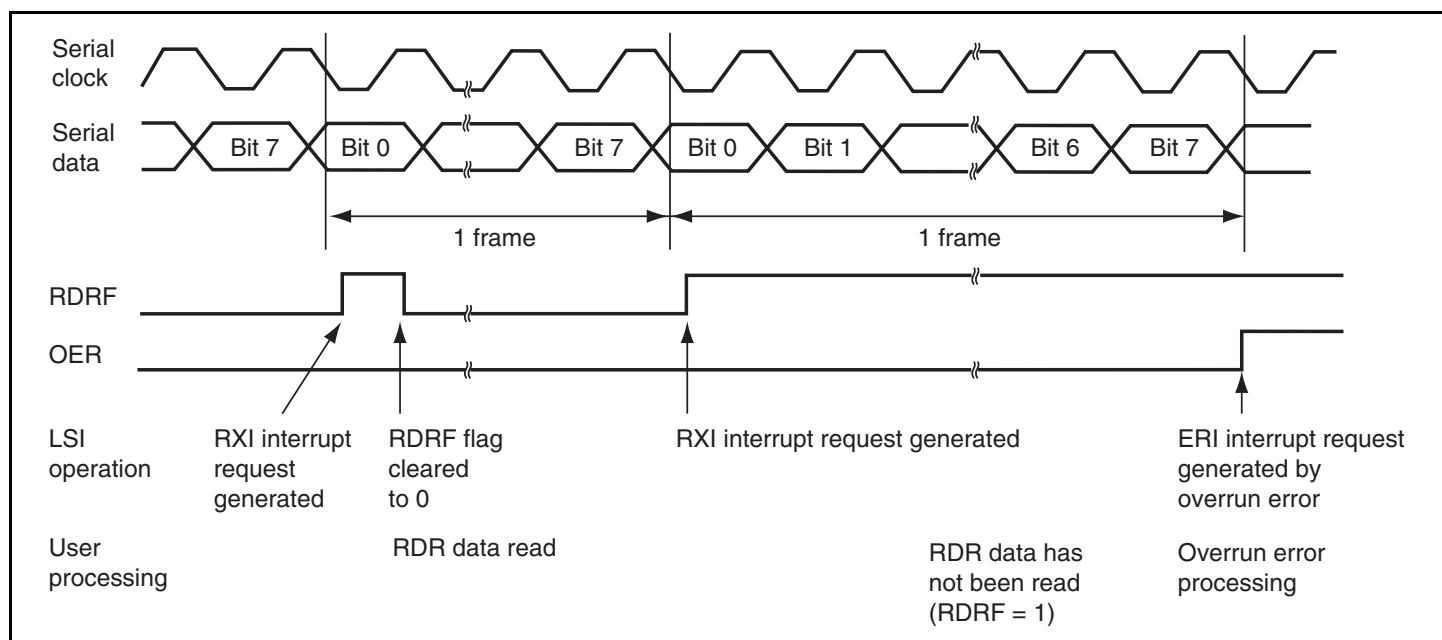 Serial
clock
Serial
data
Bit 7
Bit 0
Bit 7
Bit 0
Bit 1
Bit 6
Bit 7
1 frame
1 frame
RDRF
OER
LSI
operation
RXI interrupt
request
generated
RDRF flag
cleared
to 0
RXI interrupt request generated
ERI interrupt request
generated by
overrun error
User
processing
RDR data read
RDR data has
not been read
(RDRF = 1)
Overrun error
processing